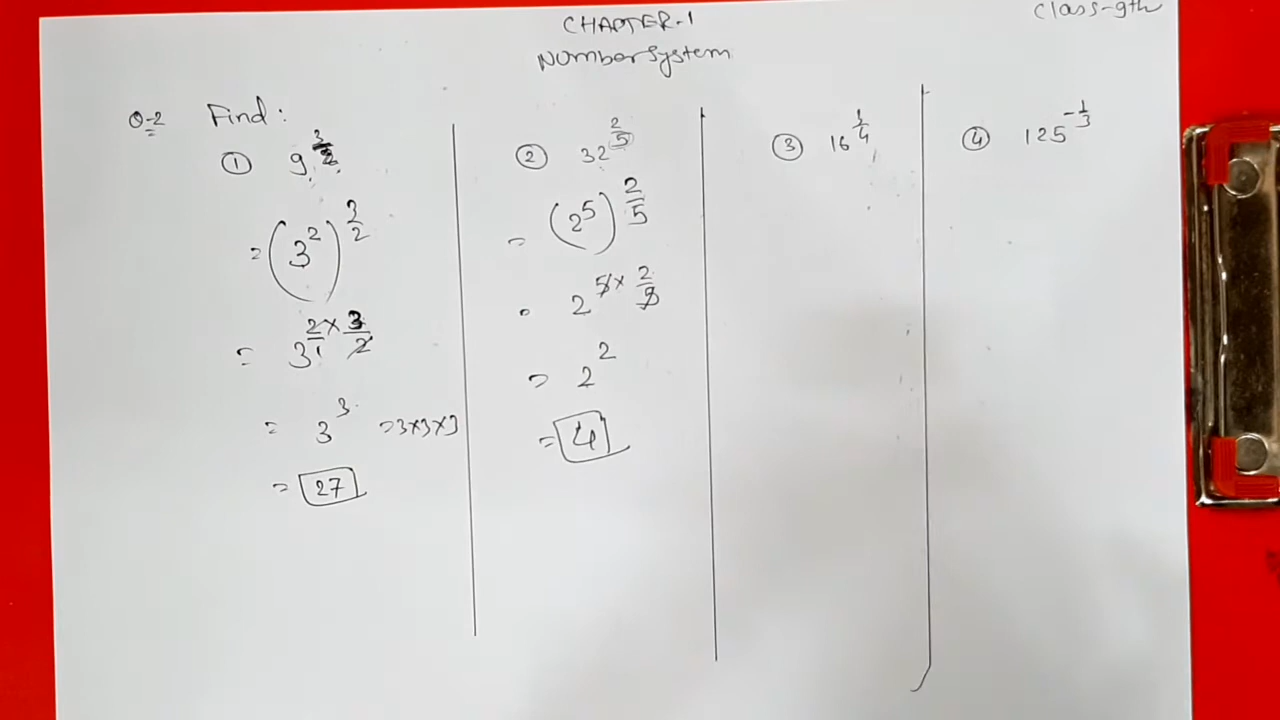 CHAPTER-1
Number System
Class-9th
Q-2 Find:
① 9^3/2
= (3^2)^3/2
= 3^2/1 × 3/2
= 3^3 = 3×3×3
= 27
② 32^2/5
= (2^5)^2/5
= 2^5 × 2/5
= 2^2
= 4
③ 16^3/4
④ 125^-1/3